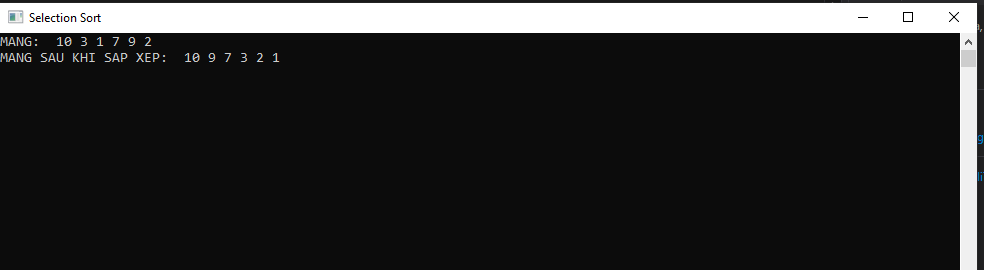 Selection Sort
MANG:  10 3 1 7 9 2
MANG SAU KHI SAP XEP:  10 9 7 3 2 1